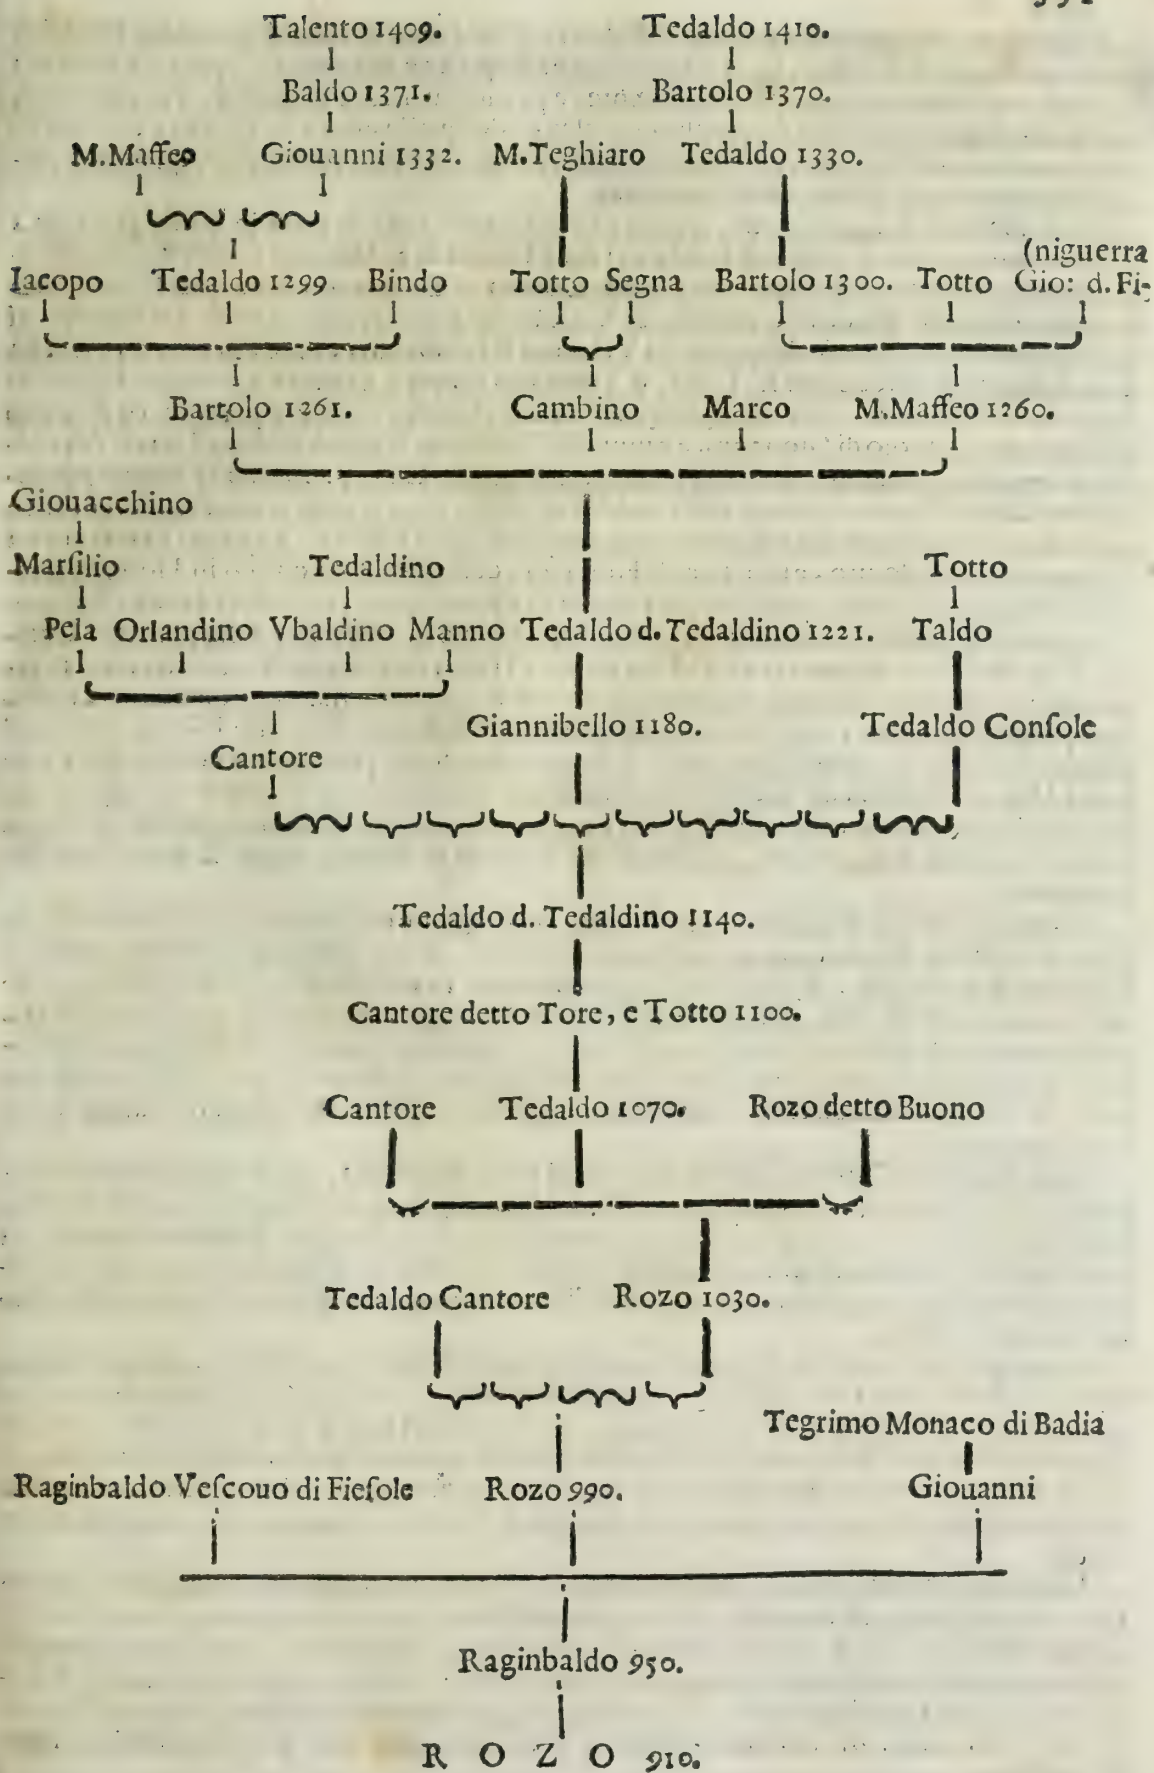 Talento 1409. Tedaldo 1410.
Baldo 1371. Bartolo 1370.
M.Maffeo Giouanni 1332. M.Teghiaro Tedaldo 1330.
(niguerra
Iacopo Tedaldo 1299. Bindo Totto Segna Bartolo 1300. Totto Gio: d. Fi-
Bartolo 1261. Cambino Marco M.Maffeo 1260.
Giouacchino
Marſilio Tedaldino Totto
Pela Orlandino Vbaldino Manno Tedaldo d. Tedaldino 1221. Taldo
Giannibello 1180. Tedaldo Conſole
Cantore
Tedaldo d. Tedaldino 1140.
Cantore detto Tore, e Totto 1100.
Cantore Tedaldo 1070. Rozo detto Buono
Tedaldo Cantore Rozo 1030.
Tegrimo Monaco di Badia
Raginbaldo Veſcouo di Fieſole Rozo 990. Giouanni
Raginbaldo 950.
R O Z O 910.